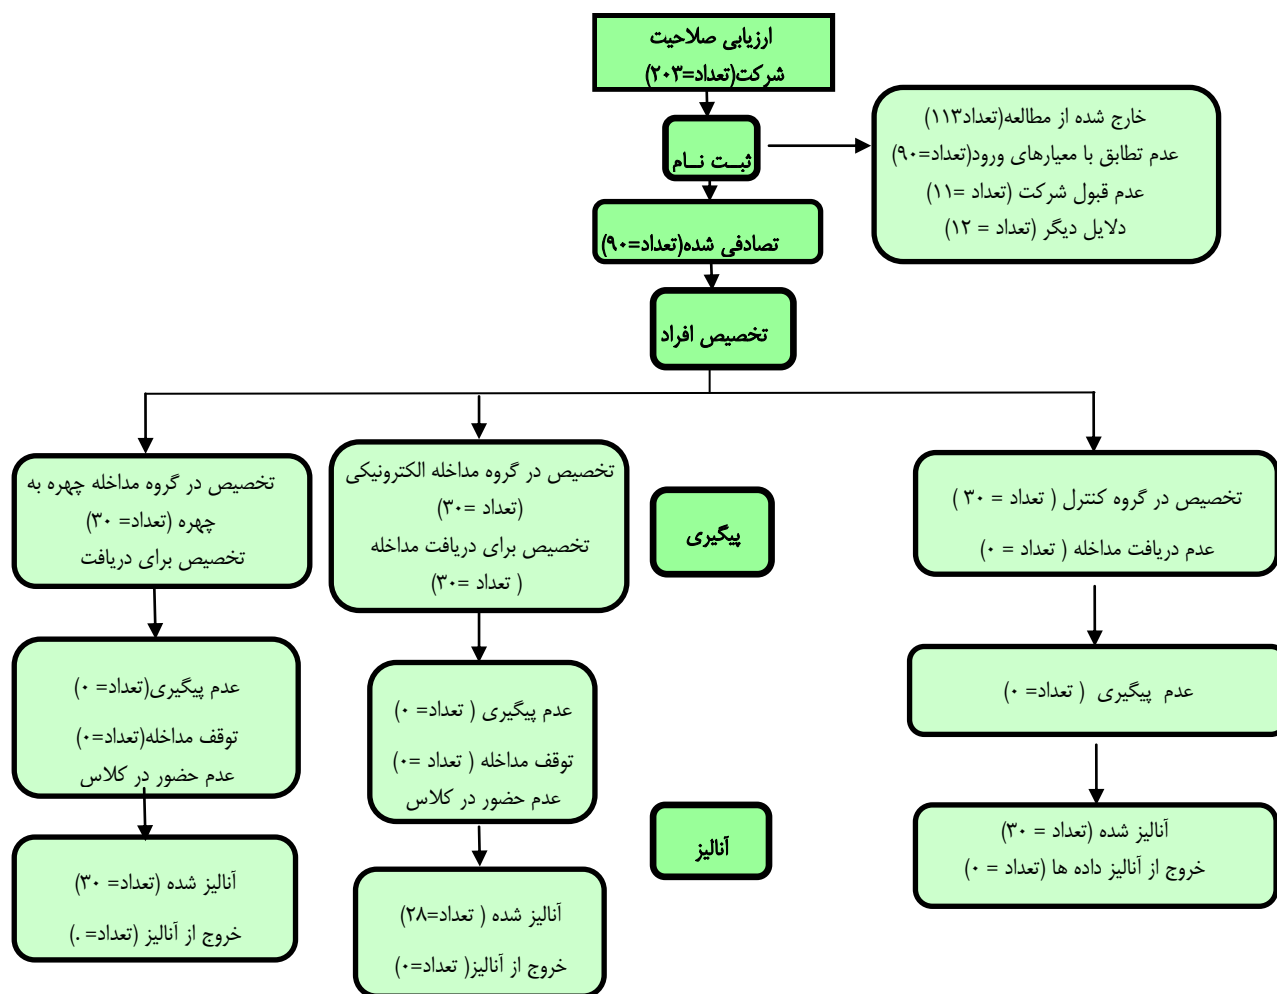 ارزیابی صلاحیت
شرکت(تعداد=۲۰۳)
ثبــت نــام
خارج شده از مطالعه(تعداد۱۱۳)
عدم تطابق با معیارهای ورود(تعداد=۹۰)
عدم قبول شرکت (تعداد =۱۱)
دلایل دیگر (تعداد = ۱۲)
تصادفی شده(تعداد=۹۰)
تخصیص افراد
تخصیص در گروه کنترل ( تعداد = ۳۰ )
عدم دریافت مداخله ( تعداد = ۰)
تخصیص در گروه مداخله الکترونیکی
(تعداد =۳۰)
تخصیص برای دریافت مداخله
( تعداد =۳۰)
تخصیص در گروه مداخله چهره به
چهره (تعداد= ۳۰)
تخصیص برای دریافت
پیگیری
عدم پیگیری ( تعداد= ۰)
عدم پیگیری ( تعداد= ۰)
توقف مداخله ( تعداد =۰)
عدم حضور در کلاس
عدم پیگیری(تعداد= ۰)
توقف مداخله(تعداد=۰)
عدم حضور در کلاس
آنالیز
آنالیز شده (تعداد = ۳۰)
خروج از آنالیز داده ها (تعداد = ۰)
آنالیز شده ( تعداد=۲۸)
خروج از آنالیز( تعداد=۰)
آنالیز شده (تعداد= ۳۰)
خروج از آنالیز (تعداد= .)